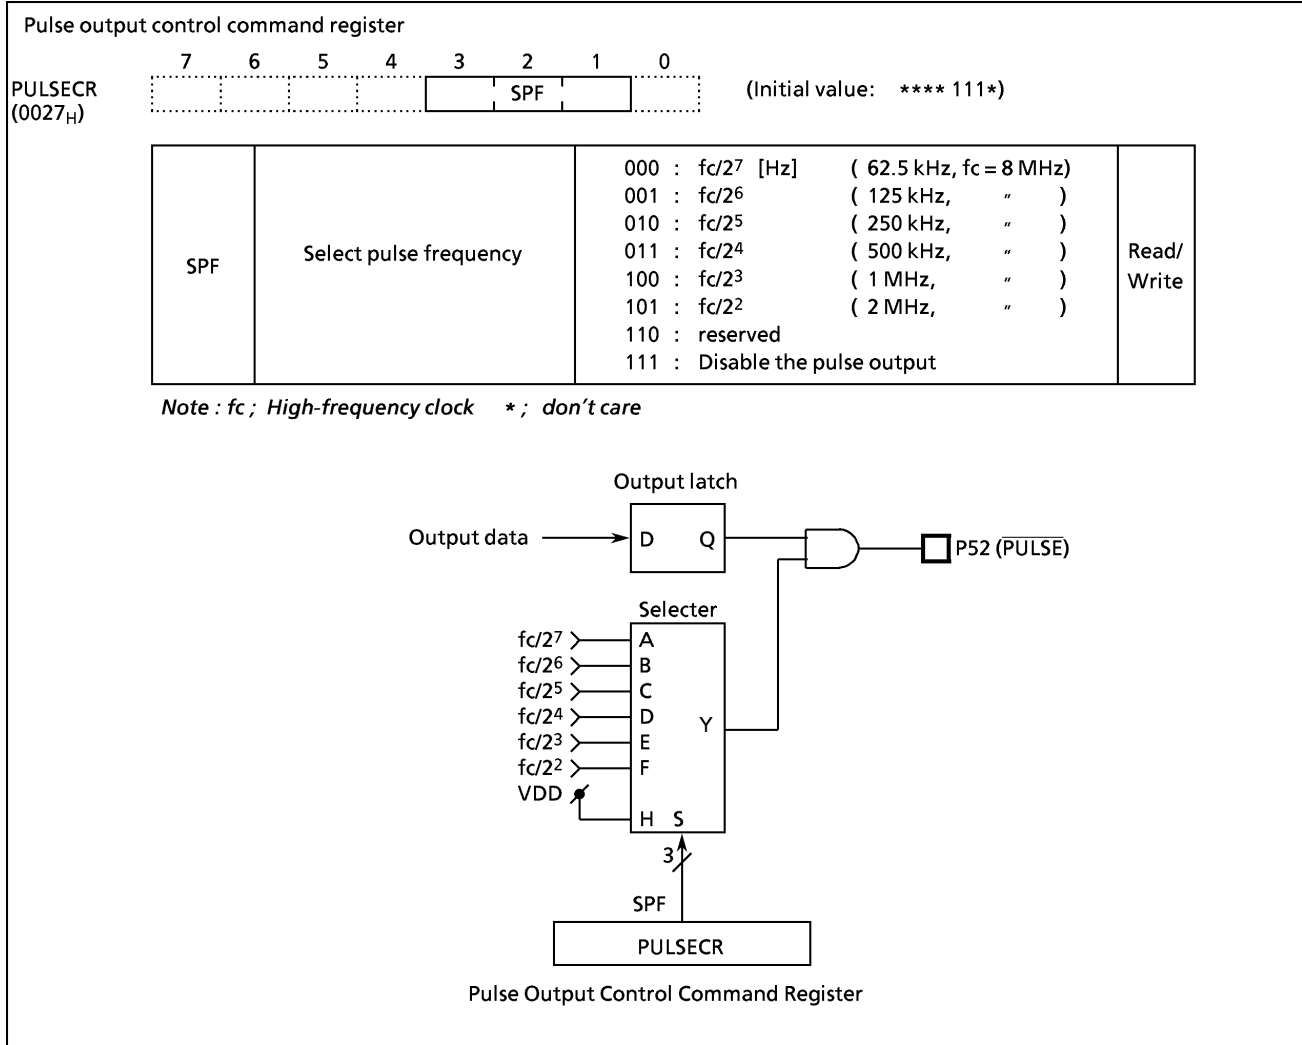 Pulse output control command register
7 6 5 4 3 2 1 0
PULSECR
(0027H)
SPF
(Initial value: **** 111*)
SPF
Select pulse frequency
000 : fc/2⁷ [Hz] ( 62.5 kHz, fc = 8 MHz)
001 : fc/2⁶ ( 125 kHz, 〃 )
010 : fc/2⁵ ( 250 kHz, 〃 )
011 : fc/2⁴ ( 500 kHz, 〃 )
100 : fc/2³ ( 1 MHz, 〃 )
101 : fc/2² ( 2 MHz, 〃 )
110 : reserved
111 : Disable the pulse output
Read/
Write
Note : fc ; High-frequency clock * ; don't care
Output latch
Output data
D Q
P52 (P̅U̅L̅S̅E̅)
Selecter
fc/2⁷ A
fc/2⁶ B
fc/2⁵ C
fc/2⁴ D
Y
fc/2³ E
fc/2² F
VDD
H S
3
SPF
PULSECR
Pulse Output Control Command Register